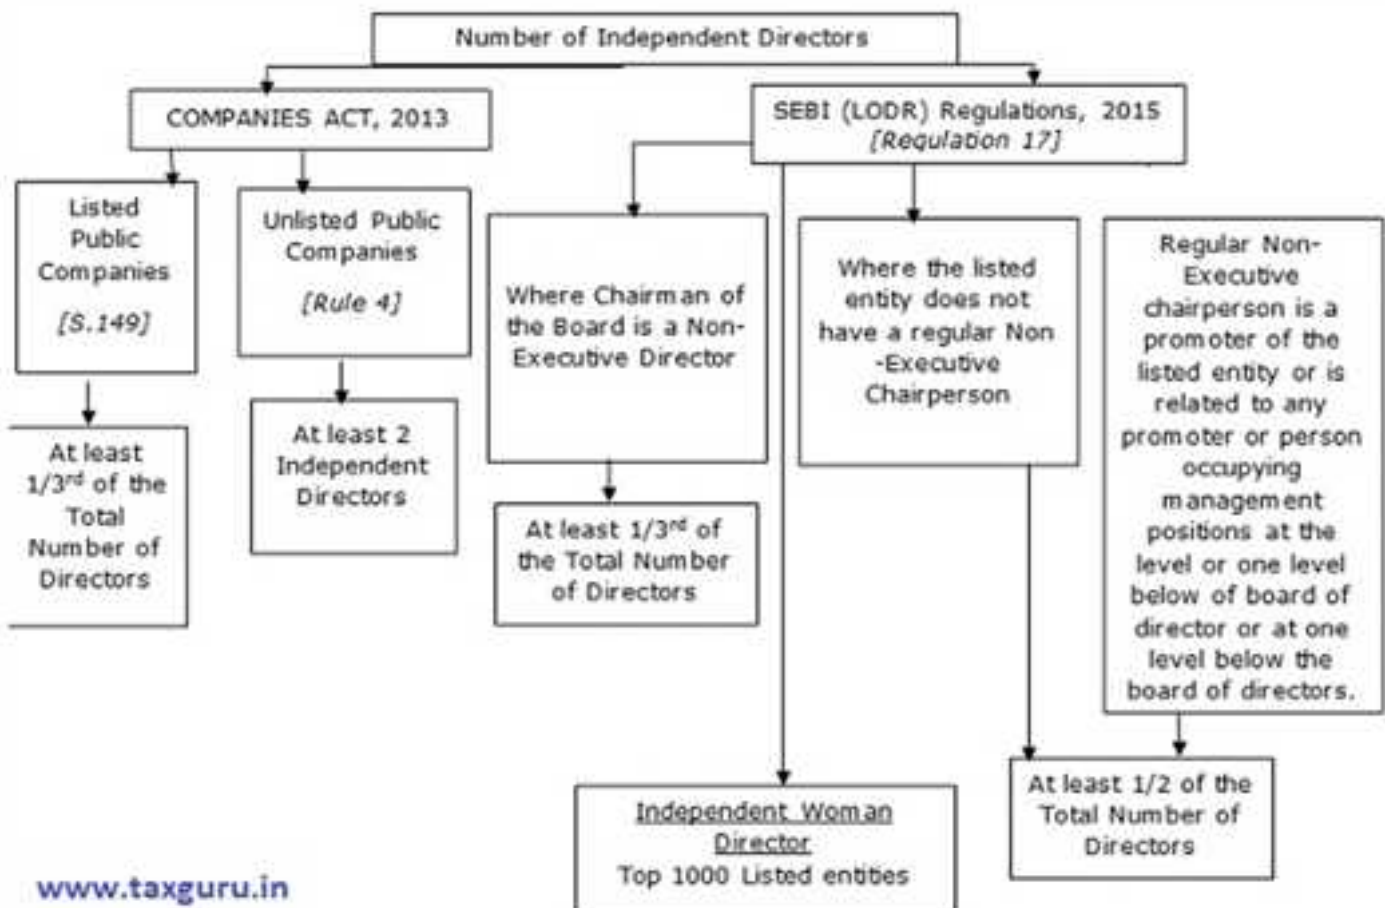 Number of Independent Directors
COMPANIES ACT, 2013
SEBI (LODR) Regulations, 2015
[Regulation 17]
Listed
Public
Companies
[S.149]
Unlisted Public
Companies
[Rule 4]
Where Chairman of
the Board is a Non-
Executive Director
Where the listed
entity does not
have a regular Non
-Executive
Chairperson
Regular Non-
Executive
chairperson is a
promoter of the
listed entity or is
related to any
promoter or person
occupying
management
positions at the
level or one level
below of board of
director or at one
level below the
board of directors.
At least
1/3rd of the
Total
Number of
Directors
At least 2
Independent
Directors
At least 1/3rd of
the Total Number
of Directors
Independent Woman
Director
Top 1000 Listed entities
At least 1/2 of the
Total Number of
Directors
www.taxguru.in